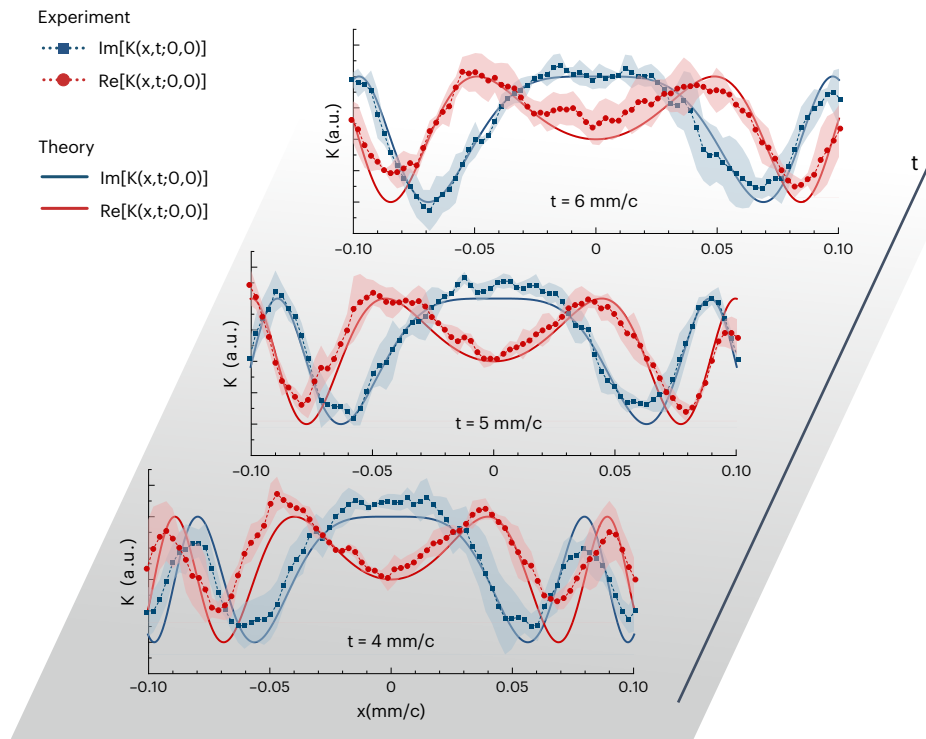 Experiment
Im[K(x,t;0,0)]
Re[K(x,t;0,0)]
Theory
Im[K(x,t;0,0)]
Re[K(x,t;0,0)]
K (a.u.)
t = 6 mm/c
−0.10 −0.05 0 0.05 0.10
t
K (a.u.)
t = 5 mm/c
−0.10 −0.05 0 0.05 0.10
K (a.u.)
t = 4 mm/c
−0.10 −0.05 0 0.05 0.10
x(mm/c)